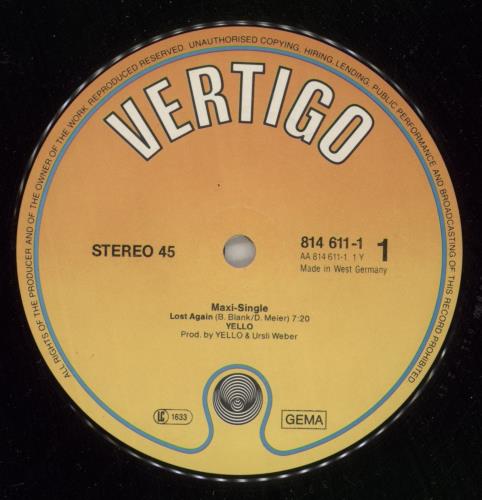 ALL RIGHTS OF THE PRODUCER AND OF THE OWNER OF THE WORK REPRODUCED RESERVED. UNAUTHORISED COPYING, HIRING, LENDING, PUBLIC PERFORMANCE AND BROADCASTING OF THIS RECORD PROHIBITED
VERTIGO
STEREO 45
814 611-1 1
AA 814 611-1 1 Y
Made in West Germany
Maxi-Single
Lost Again (B. Blank/D. Meier) 7:20
YELLO
Prod. by YELLO & Ursli Weber
LC 1633
GEMA